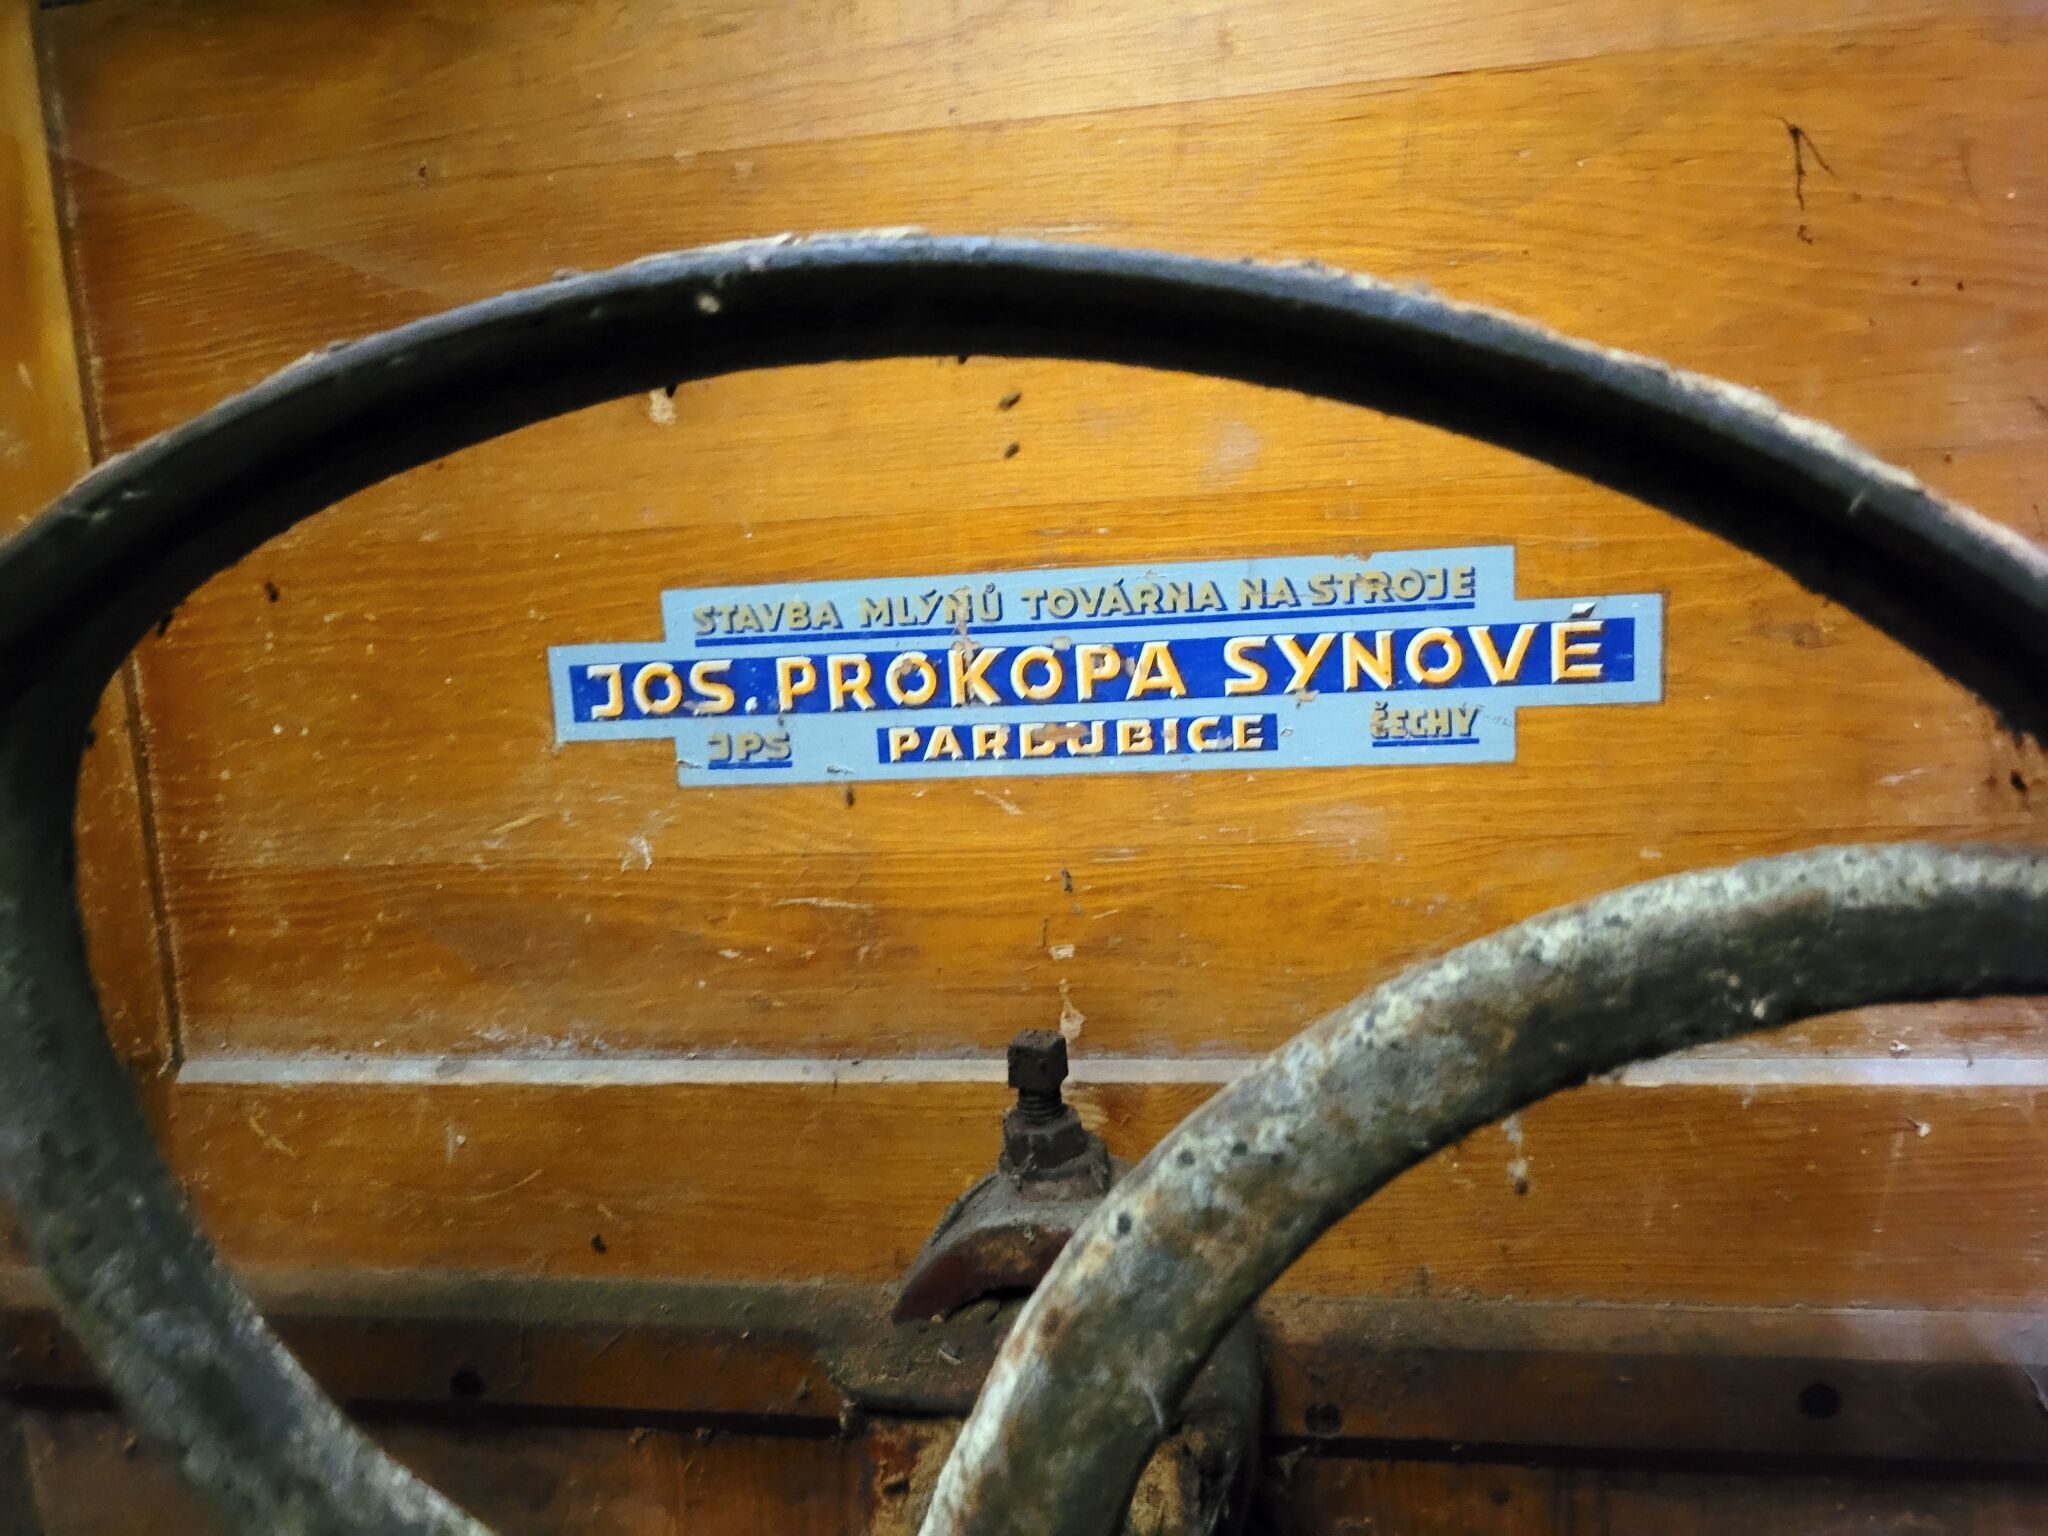 STAVBA MLÝNŮ TOVÁRNA NA STROJE
JOS. PROKOPA SYNOVÉ
JPS PARDUBICE ČECHY